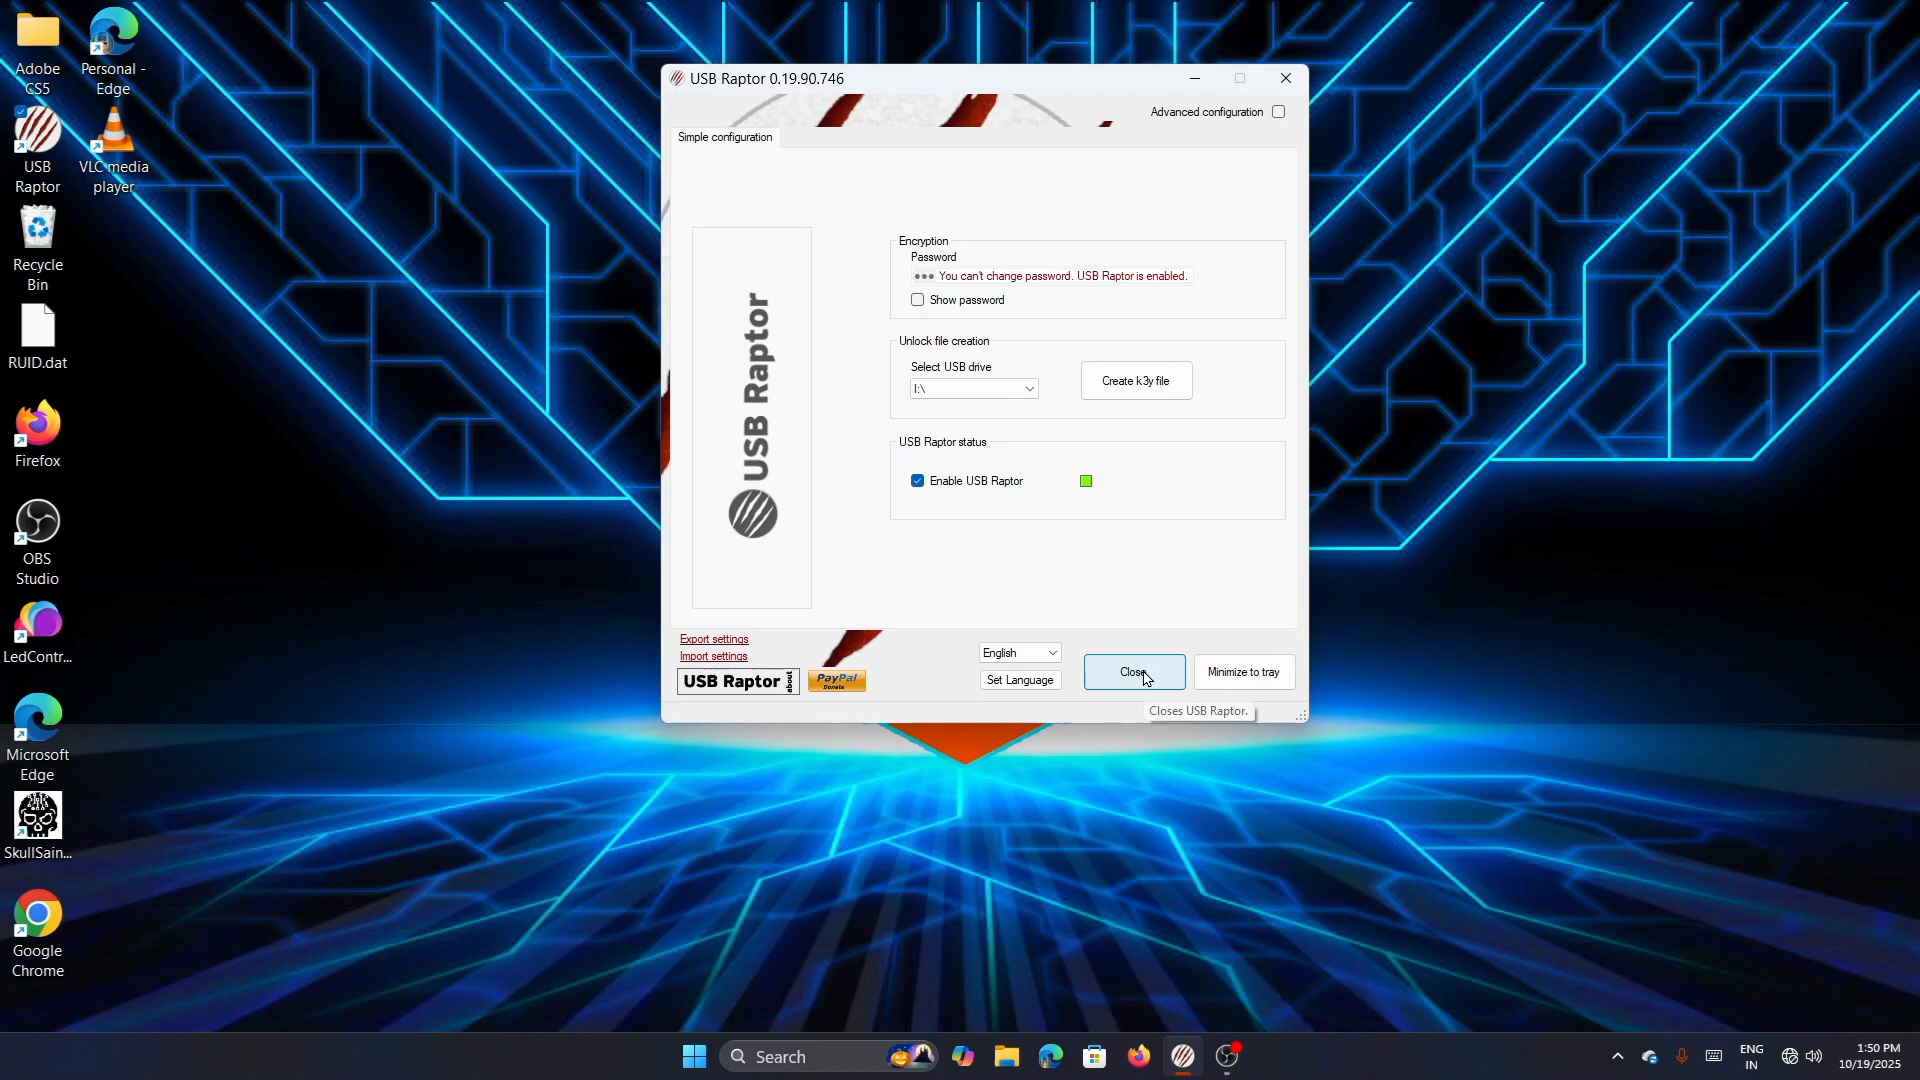 Adobe
CS5
Personal -
Edge
USB
Raptor
VLC media
player
Recycle
Bin
RUID.dat
Firefox
OBS
Studio
LedContr...
Microsoft
Edge
SkullSain...
Google
Chrome
USB Raptor 0.19.90.746
Advanced configuration
Simple configuration
USB Raptor
Encryption
Password
You can't change password. USB Raptor is enabled.
Show password
Unlock file creation
Select USB drive
I:\
Create k3y file
USB Raptor status
Enable USB Raptor
Export settings
Import settings
USB Raptor about
PayPal
Donate
English
Set Language
Close
Minimize to tray
Closes USB Raptor.
Search
ENG
IN
1:50 PM
10/19/2025